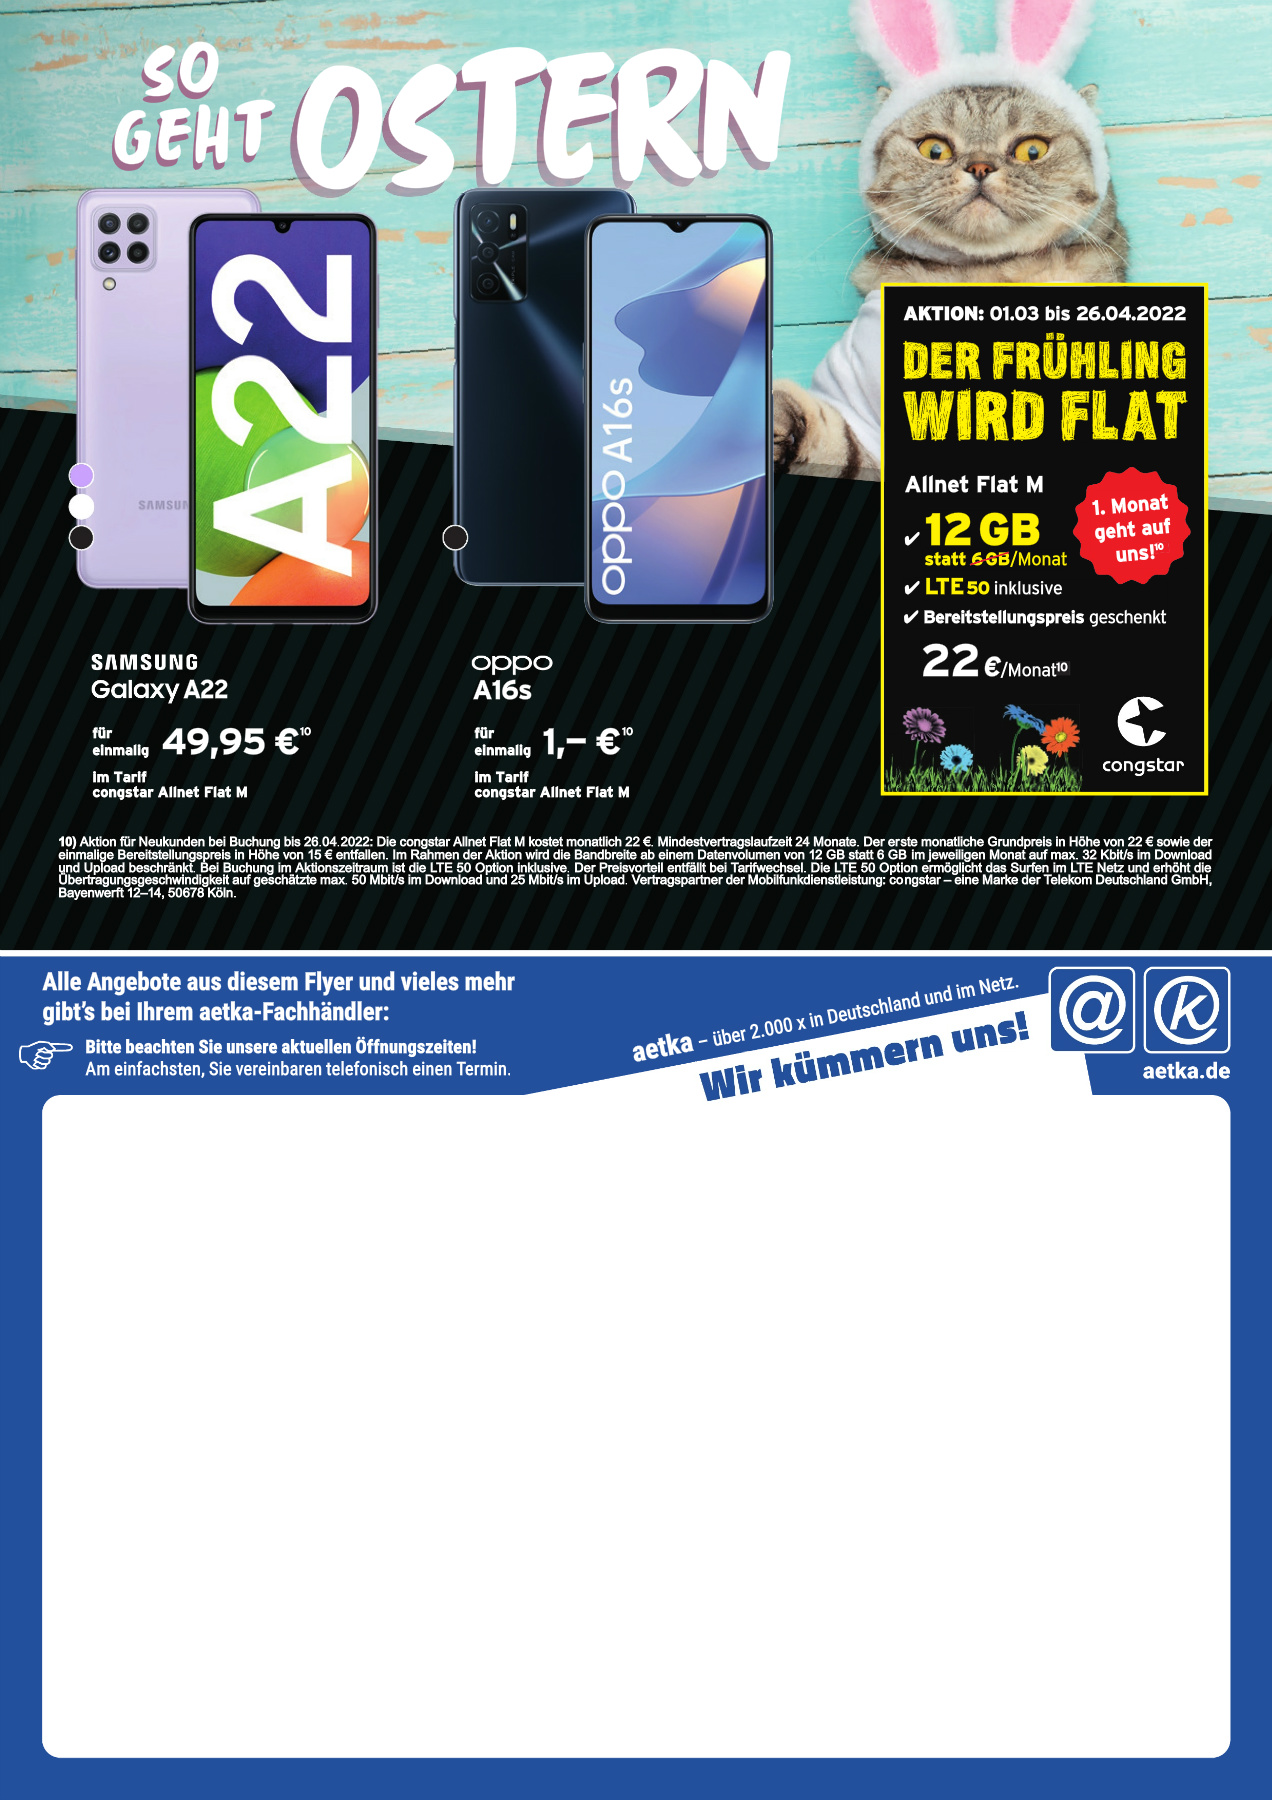 SO
GEHT OSTERN
A22
SAMSUN
oppo A16s
AKTION: 01.03 bis 26.04.2022
DER FRÜHLING
WIRD FLAT
Allnet Flat M
✔ 12 GB
statt 6 GB/Monat
✔ LTE 50 inklusive
✔ Bereitstellungspreis geschenkt
22 €/Monat10
1. Monat
geht auf
uns!10
congstar
SAMSUNG
Galaxy A22
für
einmalig 49,95 €10
im Tarif
congstar Allnet Flat M
oppo
A16s
für
einmalig 1,– €10
im Tarif
congstar Allnet Flat M
10) Aktion für Neukunden bei Buchung bis 26.04.2022: Die congstar Allnet Flat M kostet monatlich 22 €. Mindestvertragslaufzeit 24 Monate. Der erste monatliche Grundpreis in Höhe von 22 € sowie der
einmalige Bereitstellungspreis in Höhe von 15 € entfallen. Im Rahmen der Aktion wird die Bandbreite ab einem Datenvolumen von 12 GB statt 6 GB im jeweiligen Monat auf max. 32 Kbit/s im Download
und Upload beschränkt. Bei Buchung im Aktionszeitraum ist die LTE 50 Option inklusive. Der Preisvorteil entfällt bei Tarifwechsel. Die LTE 50 Option ermöglicht das Surfen im LTE Netz und erhöht die
Übertragungsgeschwindigkeit auf geschätzte max. 50 Mbit/s im Download und 25 Mbit/s im Upload. Vertragspartner der Mobilfunkdienstleistung: congstar – eine Marke der Telekom Deutschland GmbH,
Bayenwerft 12–14, 50678 Köln.
Alle Angebote aus diesem Flyer und vieles mehr
gibt's bei Ihrem aetka-Fachhändler:
Bitte beachten Sie unsere aktuellen Öffnungszeiten!
Am einfachsten, Sie vereinbaren telefonisch einen Termin.
aetka – über 2.000 x in Deutschland und im Netz.
Wir kümmern uns!
@ k
aetka.de